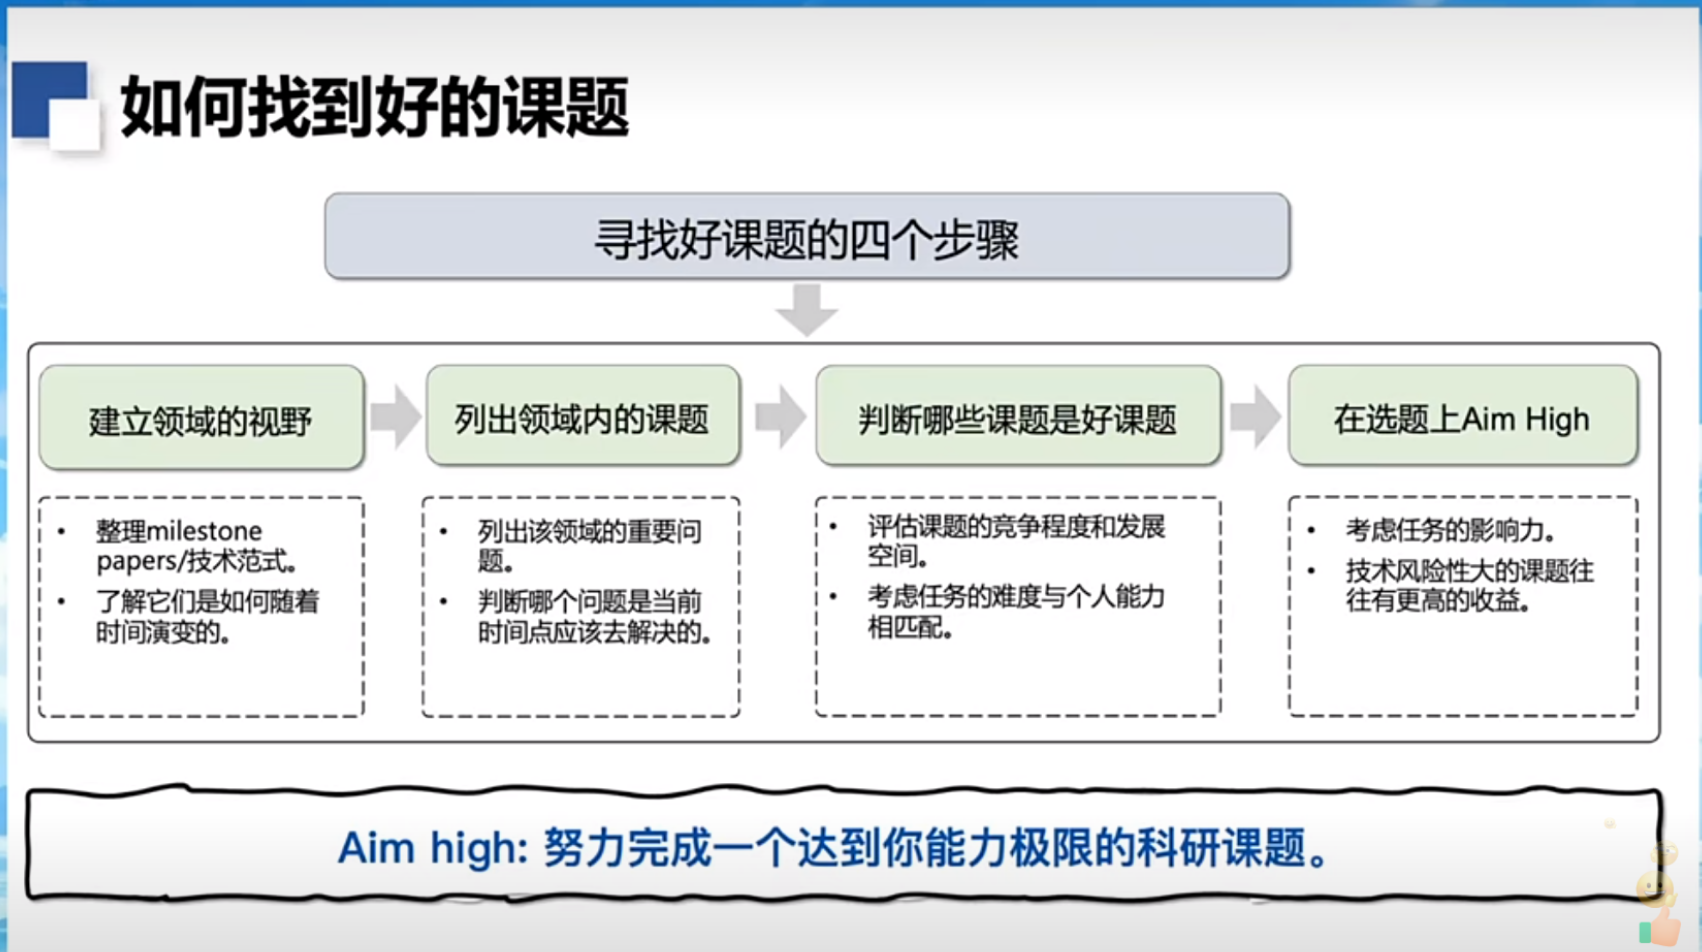 如何找到好的课题
寻找好课题的四个步骤
建立领域的视野
列出领域内的课题
判断哪些课题是好课题
在选题上Aim High
• 整理milestone
papers/技术范式。
• 了解它们是如何随着
时间演变的。
• 列出该领域的重要问
题。
• 判断哪个问题是当前
时间点应该去解决的。
• 评估课题的竞争程度和发展
空间。
• 考虑任务的难度与个人能力
相匹配。
• 考虑任务的影响力。
• 技术风险性大的课题往
往有更高的收益。
Aim high: 努力完成一个达到你能力极限的科研课题。